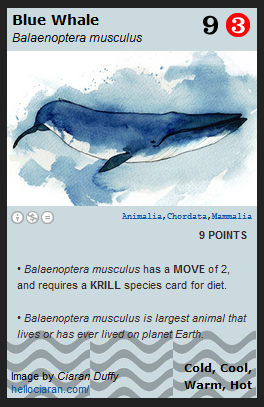 Blue Whale
Balaenoptera musculus
9 3
Animalia,Chordata,Mammalia
9 POINTS
• Balaenoptera musculus has a MOVE of 2,
and requires a KRILL species card for diet.
• Balaenoptera musculus is largest animal that
lives or has ever lived on planet Earth.
Image by Ciaran Duffy
hellociaran.com/
Cold, Cool,
Warm, Hot